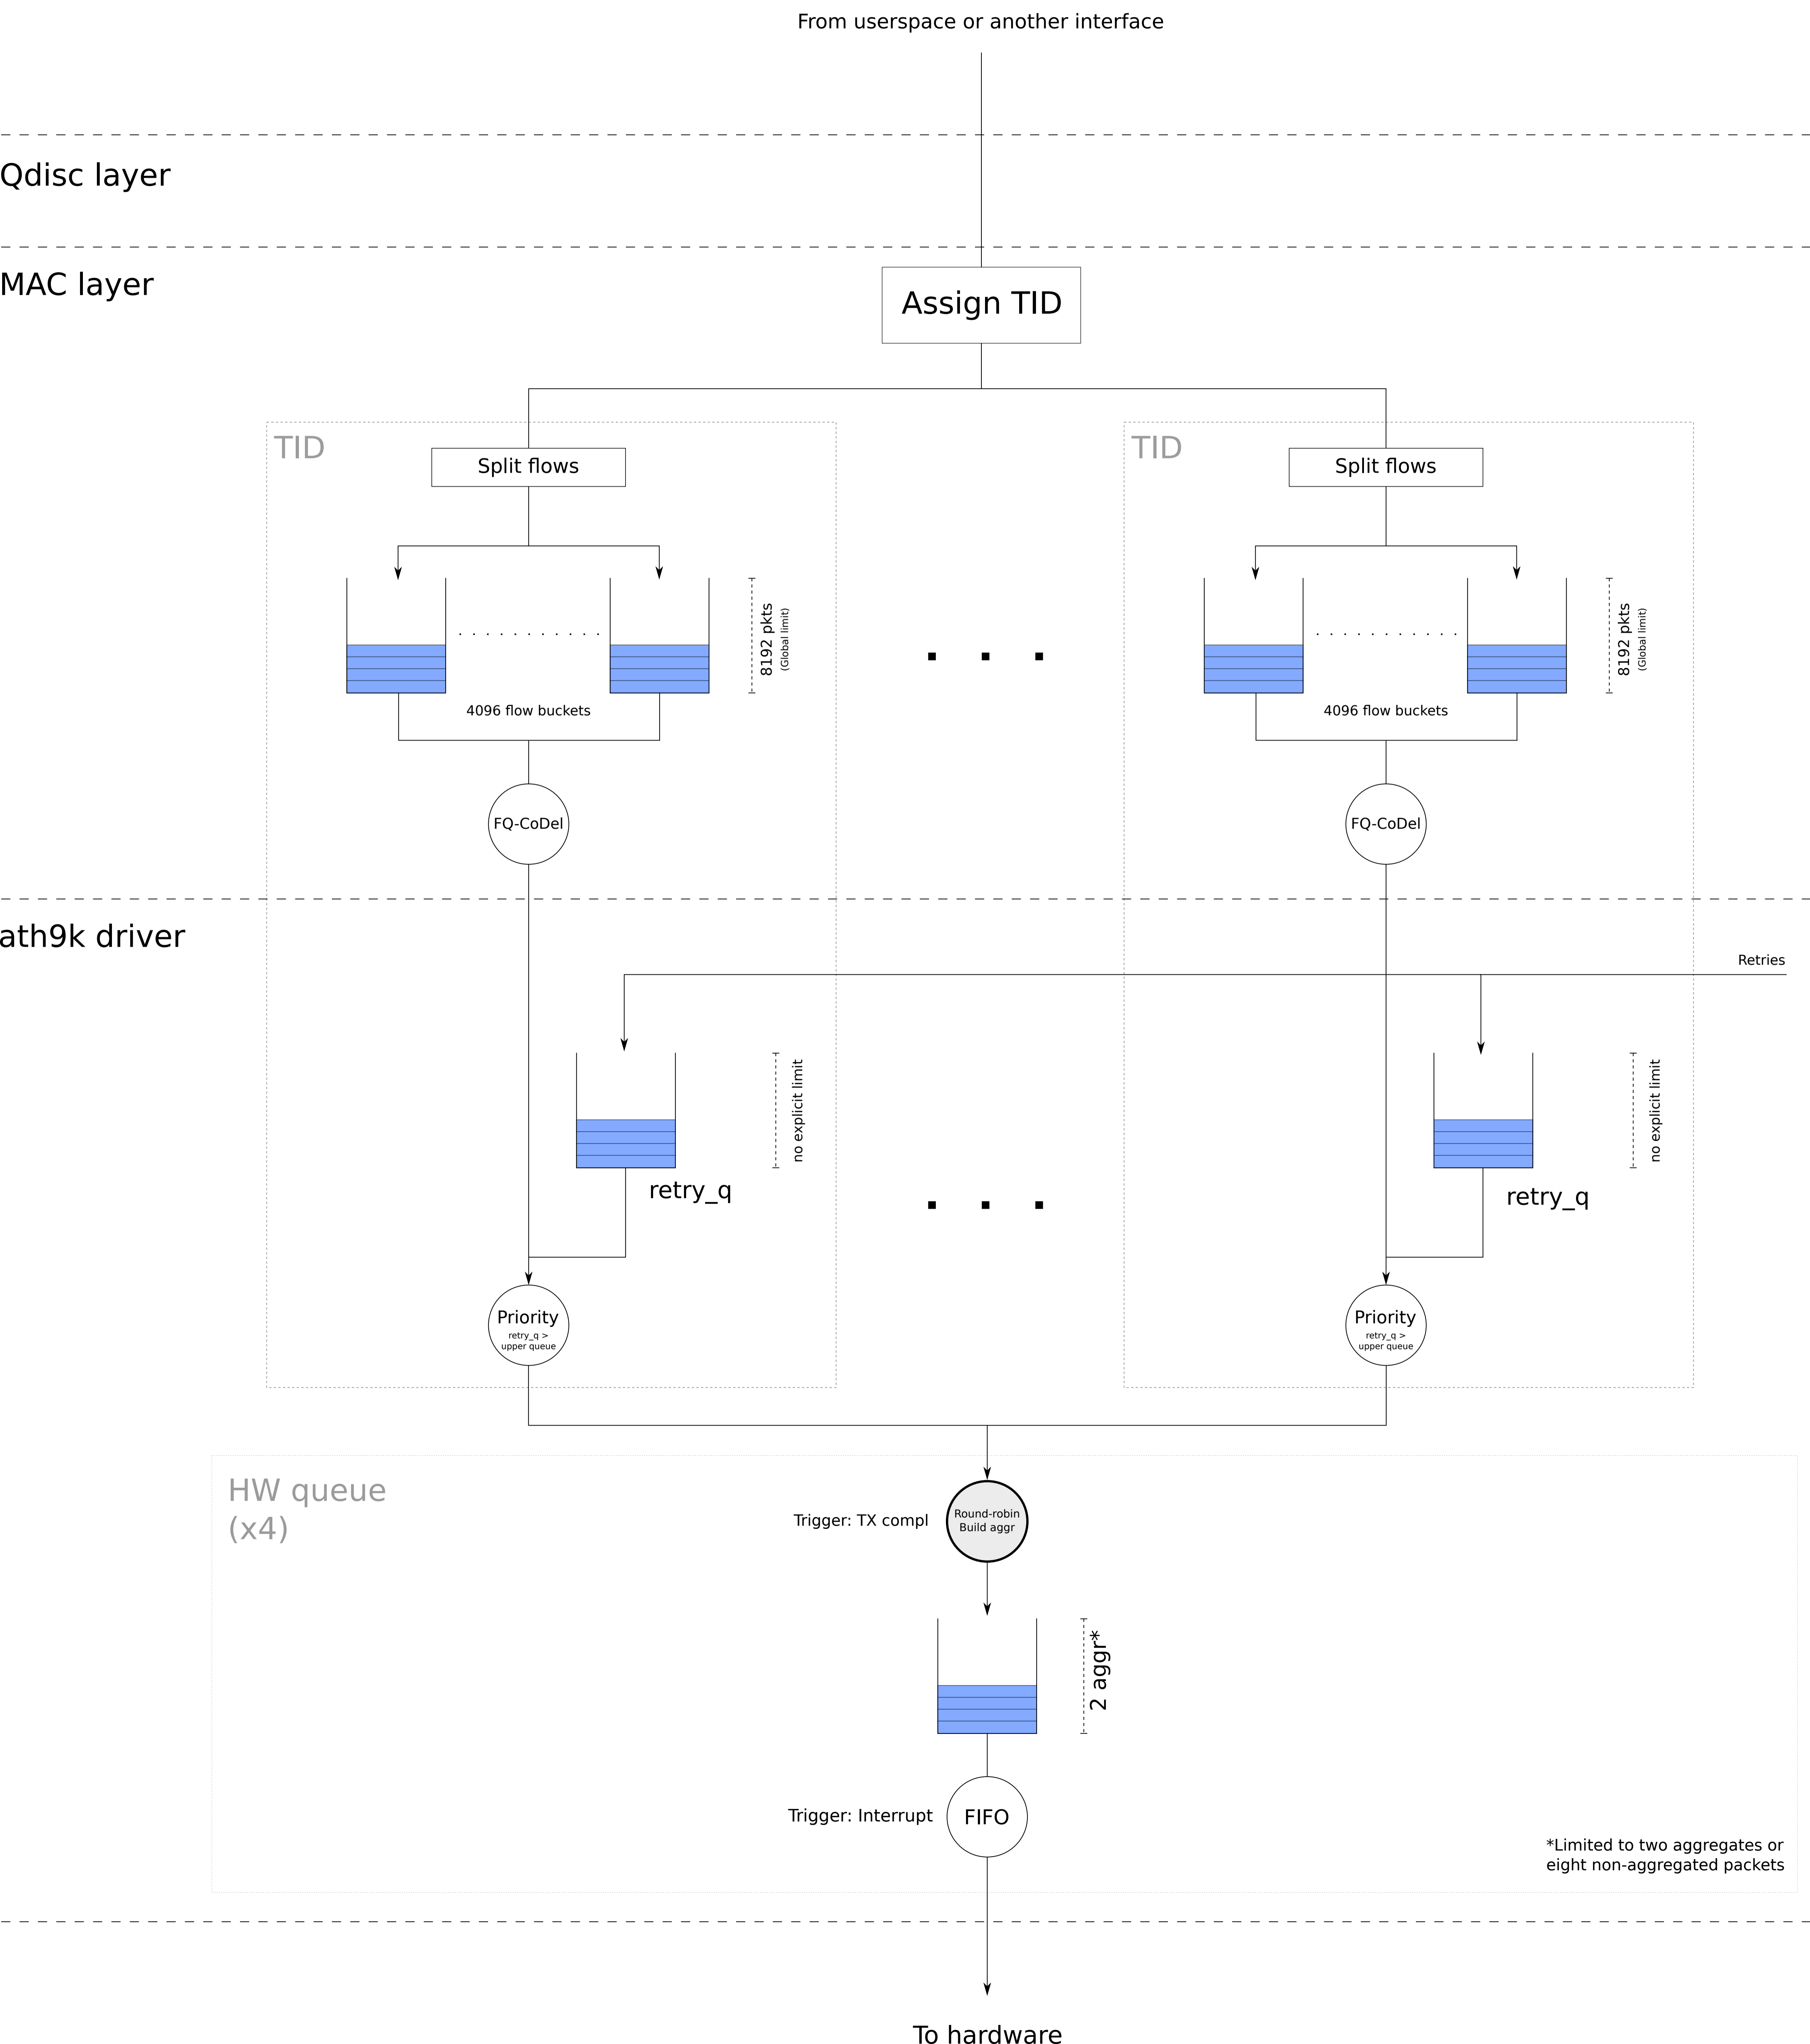 From userspace or another interface
Qdisc layer
MAC layer
Assign TID
TID
Split flows
8192 pkts
(Global limit)
4096 flow buckets
FQ-CoDel
TID
Split flows
8192 pkts
(Global limit)
4096 flow buckets
FQ-CoDel
ath9k driver
Retries
no explicit limit
retry_q
Priority
retry_q >
upper queue
no explicit limit
retry_q
Priority
retry_q >
upper queue
HW queue
(x4)
Trigger: TX compl
Round-robin
Build aggr
2 aggr*
Trigger: Interrupt
FIFO
*Limited to two aggregates or
eight non-aggregated packets
To hardware